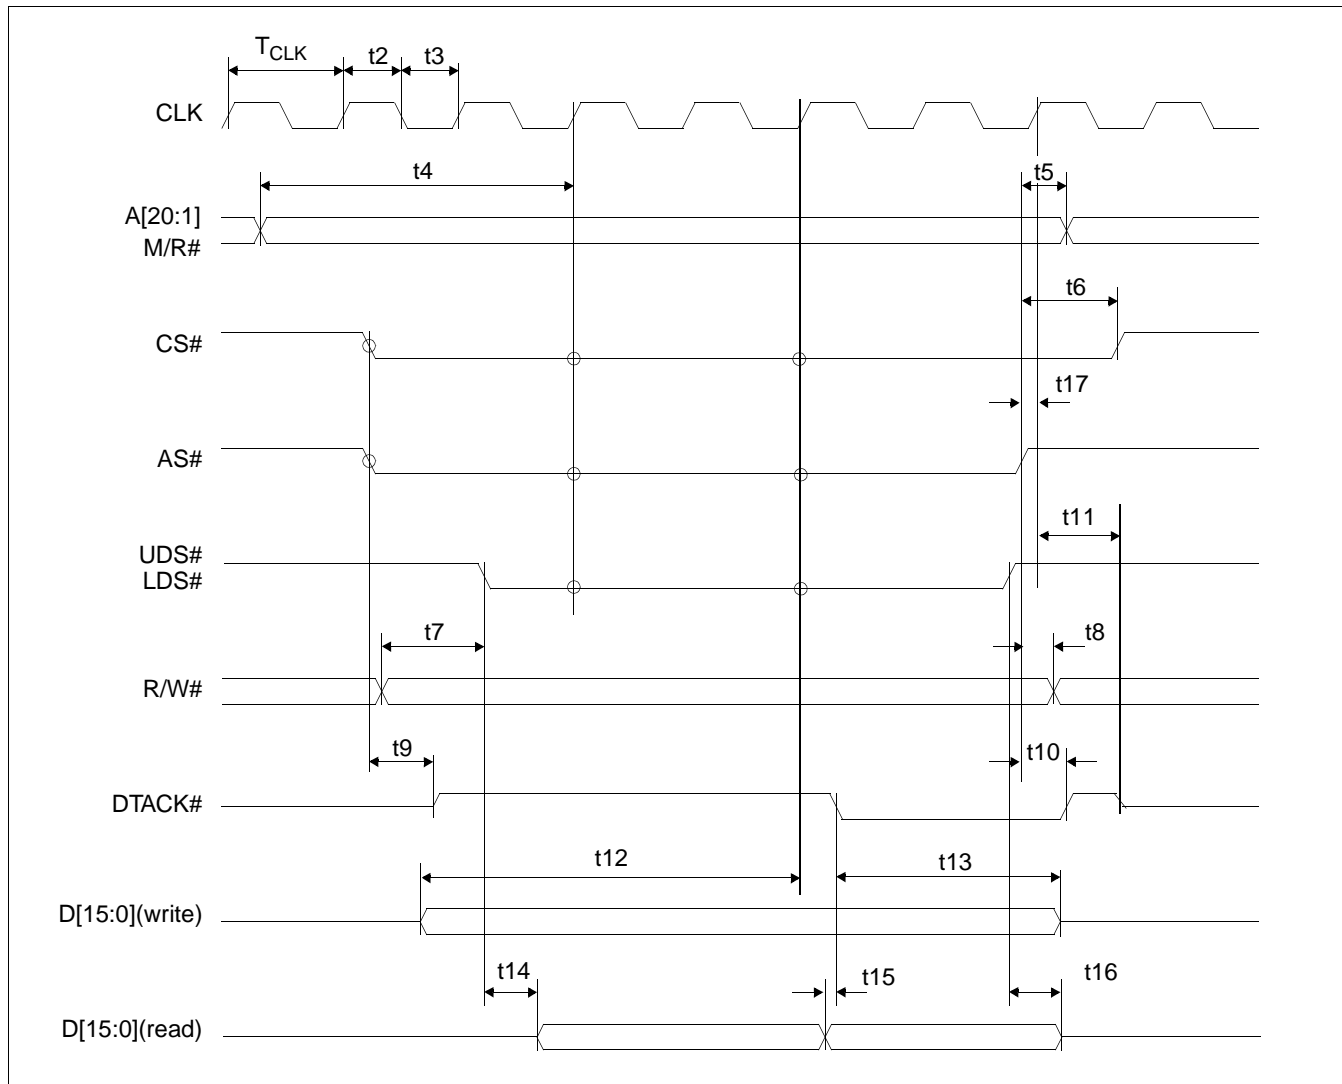 TCLK t2 t3
CLK
t4 t5
A[20:1]
M/R#
t6
CS#
t17
AS#
t11
UDS#
LDS#
t7 t8
R/W#
t9 t10
DTACK#
t12 t13
D[15:0](write)
t14 t15 t16
D[15:0](read)